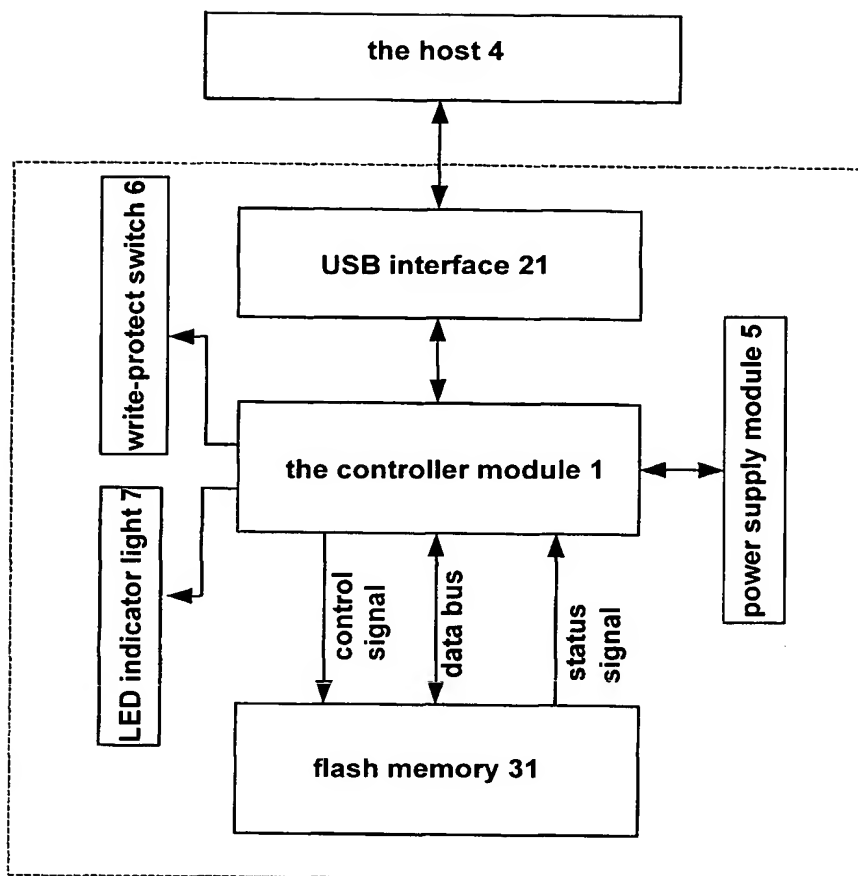 the host 4
write-protect switch 6
USB interface 21
power supply module 5
the controller module 1
LED indicator light 7
control
signal
data bus
status
signal
flash memory 31